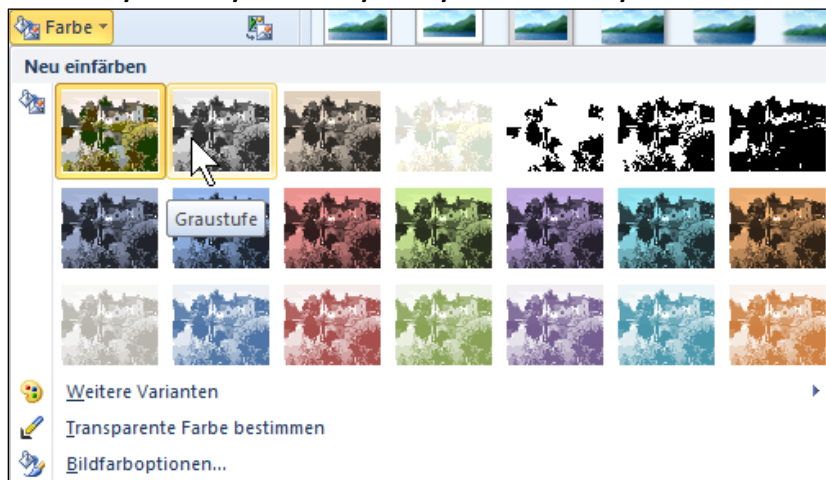 Farbe
Neu einfärben
Graustufe
Weitere Varianten
Transparente Farbe bestimmen
Bildfarboptionen...